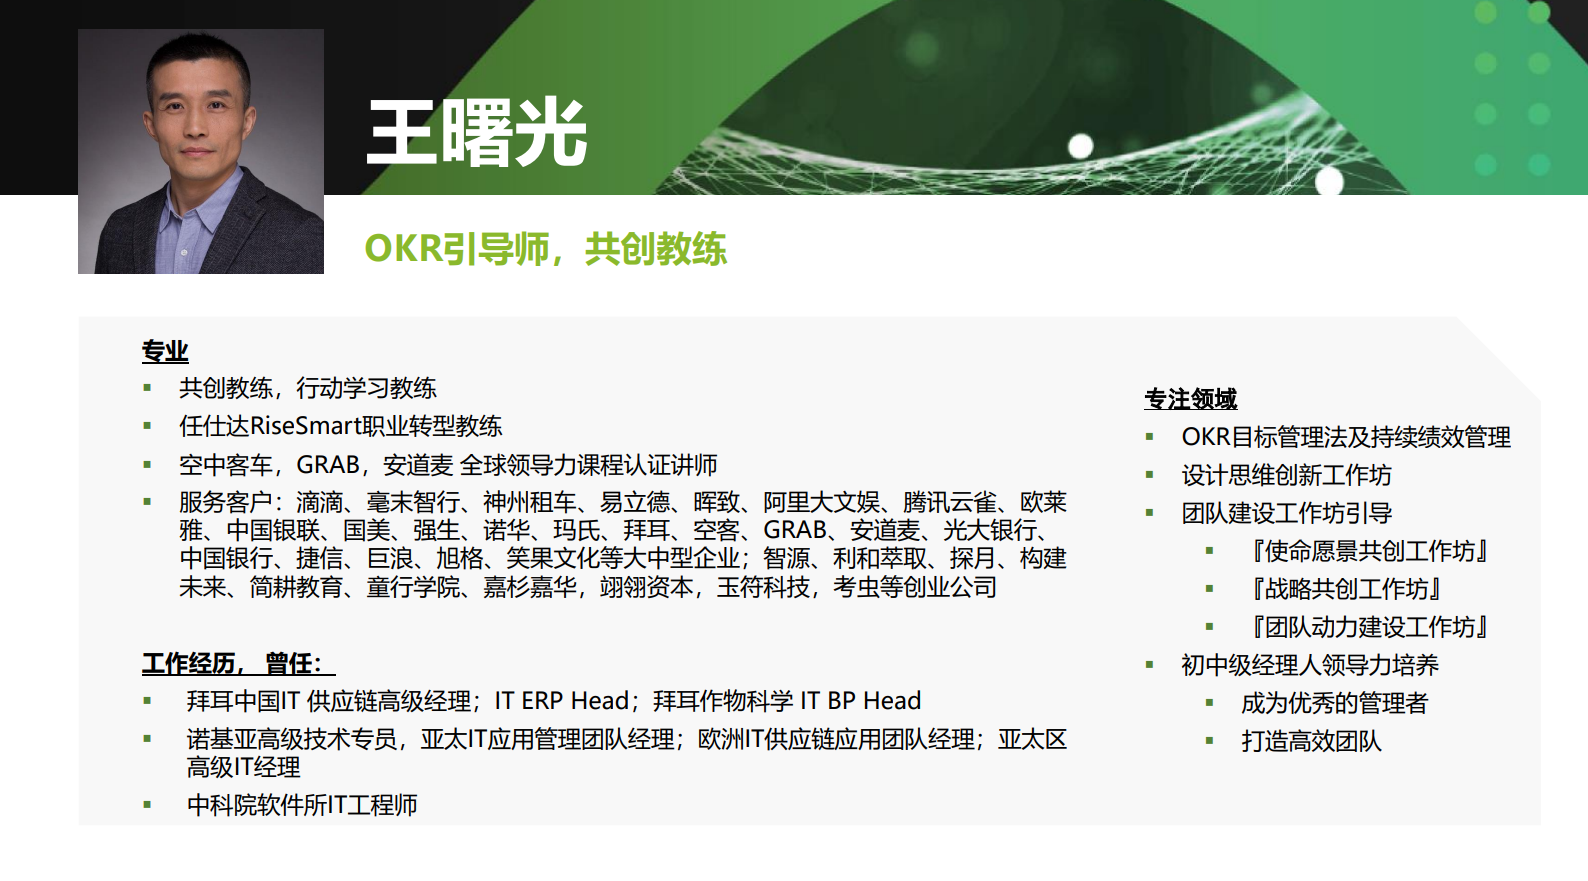 王曙光
OKR引导师，共创教练
专业
共创教练，行动学习教练
任仕达RiseSmart职业转型教练
空中客车，GRAB，安道麦 全球领导力课程认证讲师
服务客户：滴滴、毫末智行、神州租车、易立德、晖致、阿里大文娱、腾讯云雀、欧莱
雅、中国银联、国美、强生、诺华、玛氏、拜耳、空客、GRAB、安道麦、光大银行、
中国银行、捷信、巨浪、旭格、笑果文化等大中型企业；智源、利和萃取、探月、构建
未来、简耕教育、童行学院、嘉杉嘉华，翊翎资本，玉符科技，考虫等创业公司
工作经历， 曾任：
拜耳中国IT 供应链高级经理；IT ERP Head；拜耳作物科学 IT BP Head
诺基亚高级技术专员，亚太IT应用管理团队经理；欧洲IT供应链应用团队经理；亚太区
高级IT经理
中科院软件所IT工程师
专注领域
OKR目标管理法及持续绩效管理
设计思维创新工作坊
团队建设工作坊引导
『使命愿景共创工作坊』
『战略共创工作坊』
『团队动力建设工作坊』
初中级经理人领导力培养
成为优秀的管理者
打造高效团队